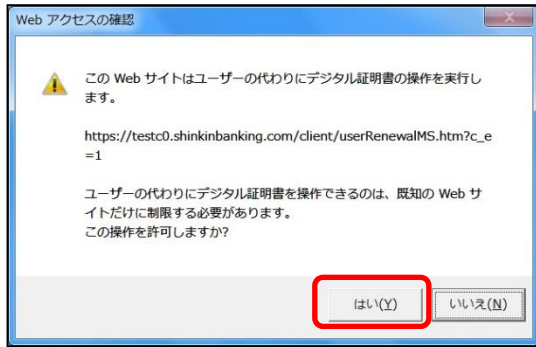 Web アクセスの確認
この Web サイトはユーザーの代わりにデジタル証明書の操作を実行し
ます。
https://testc0.shinkinbanking.com/client/userRenewalMS.htm?c_e
=1
ユーザーの代わりにデジタル証明書を操作できるのは、既知の Web サ
イトだけに制限する必要があります。
この操作を許可しますか?
はい(Y) いいえ(N)